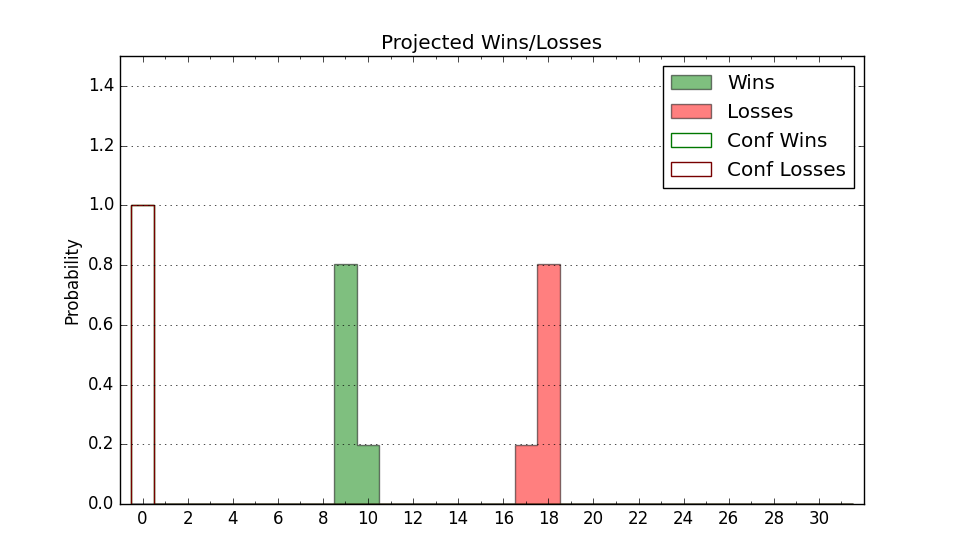 Projected Wins/Losses
1.4
1.2
1.0
0.8
0.6
0.4
0.2
0.0
Probability
Wins
Losses
Conf Wins
Conf Losses
0 2 4 6 8 10 12 14 16 18 20 22 24 26 28 30